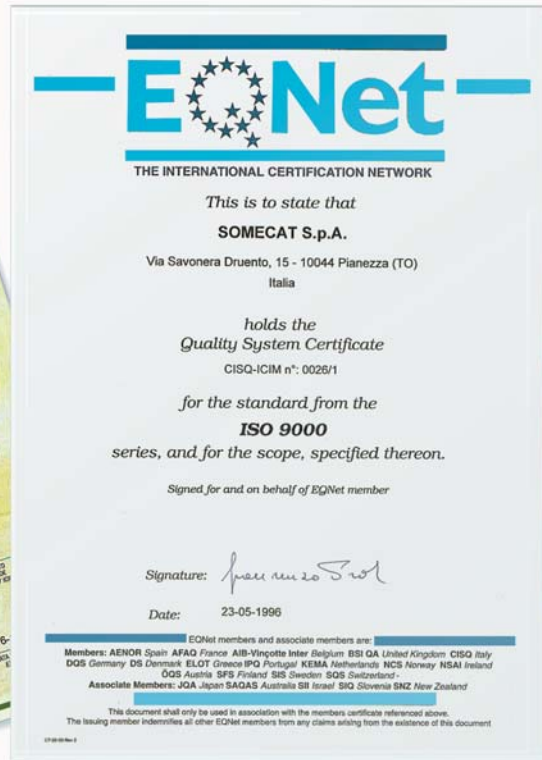 EQNet
THE INTERNATIONAL CERTIFICATION NETWORK
This is to state that
SOMECAT S.p.A.
Via Savonera Druento, 15 - 10044 Pianezza (TO)
Italia
holds the
Quality System Certificate
CISQ-ICIM n°: 0026/1
for the standard from the
ISO 9000
series, and for the scope, specified thereon.
Signed for and on behalf of EQNet member
Signature:
Date: 23-05-1996
EQNet members and associate members are:
Members: AENOR Spain AFAQ France AIB-Vinçotte Inter Belgium BSI QA United Kingdom CISQ Italy
DQS Germany DS Denmark ELOT Greece IPQ Portugal KEMA Netherlands NCS Norway NSAI Ireland
ÖQS Austria SFS Finland SIS Sweden SQS Switzerland -
Associate Members: JQA Japan SAQAS Australia SII Israel SIQ Slovenia SNZ New Zealand
This document shall only be used in association with the members certificate referenced above.
The issuing member indemnifies all other EQNet members from any claims arising from the existence of this document